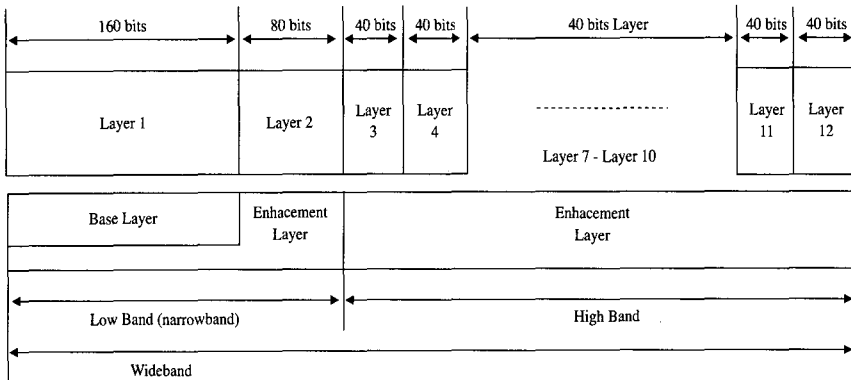 160 bits 80 bits 40 bits 40 bits 40 bits Layer 40 bits 40 bits
Layer 1 Layer 2 Layer 3 Layer 4 Layer 7 - Layer 10 Layer 11 Layer 12
Base Layer Enhacement Layer Enhacement Layer
Low Band (narrowband) High Band
Wideband